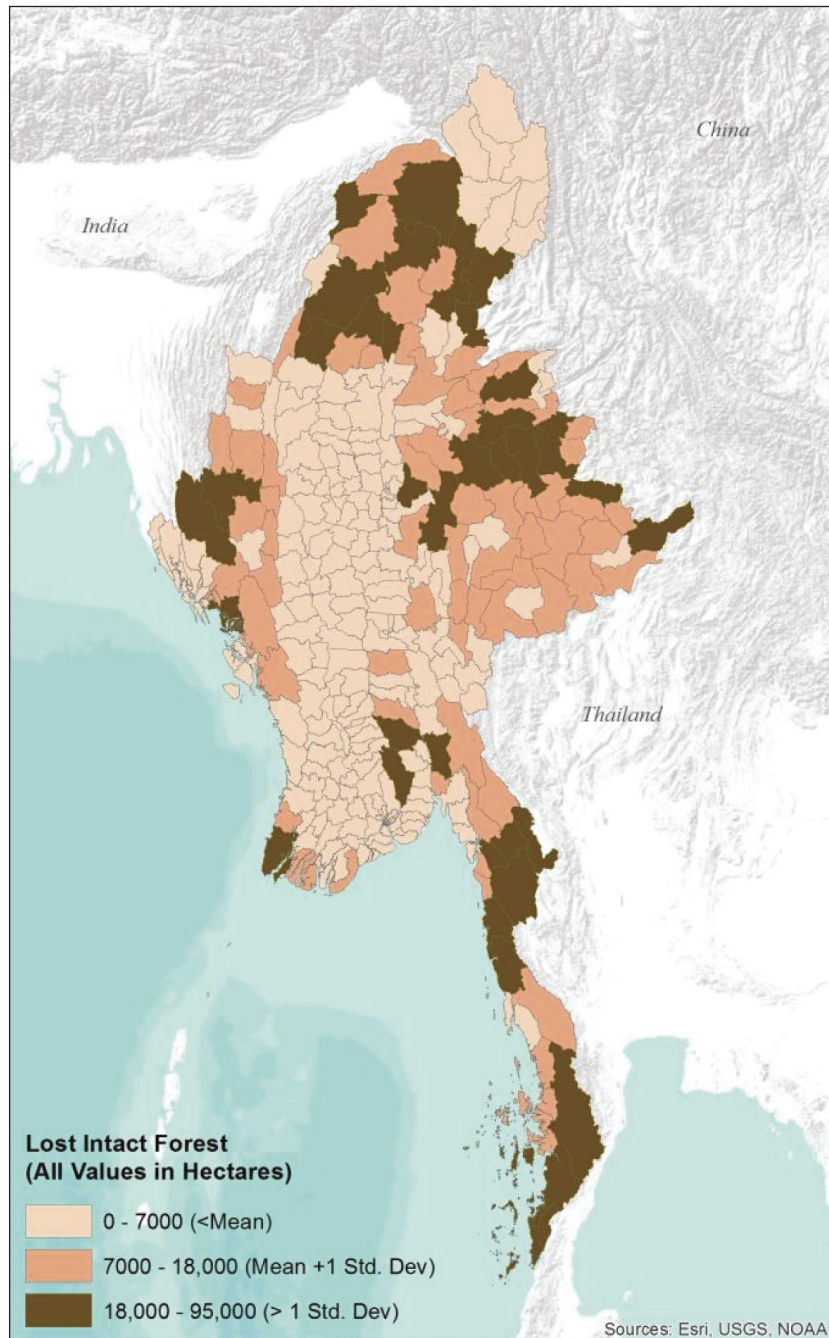 China
India
Thailand
Lost Intact Forest
(All Values in Hectares)
0 - 7000 (<Mean)
7000 - 18,000 (Mean +1 Std. Dev)
18,000 - 95,000 (> 1 Std. Dev)
Sources: Esri, USGS, NOAA